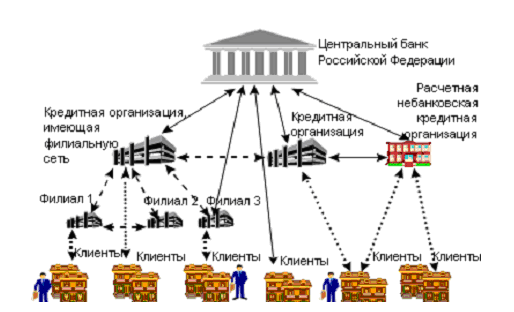 Центральный банк
Российской Федерации
Кредитная организация,
имеющая
филиальную
сеть
Кредитная
организация
Расчетная
небанковская
кредитная
организация
Филиал 1
Филиал 2
Филиал 3
Клиенты
Клиенты
Клиенты
Клиенты
Клиенты
Клиенты